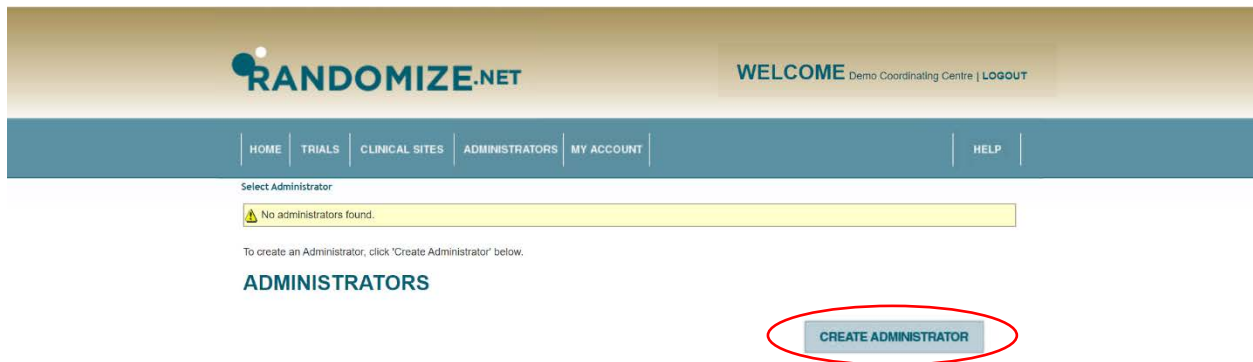 RANDOMIZE.NET
WELCOME Demo Coordinating Centre | LOGOUT
HOME TRIALS CLINICAL SITES ADMINISTRATORS MY ACCOUNT HELP
Select Administrator
No administrators found.
To create an Administrator, click 'Create Administrator' below.
ADMINISTRATORS
CREATE ADMINISTRATOR